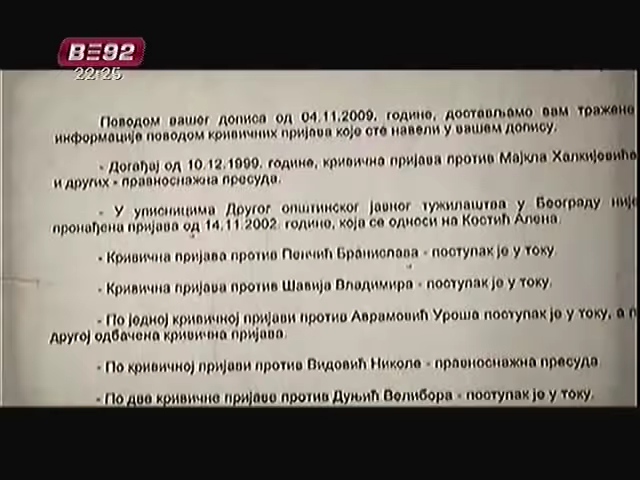 BE92
22:25
Поводом вашег дописа од 04.11.2009. године, достављамо вам тражене
информације поводом кривичних пријава које сте навели у вашем допису.
- Догађај од 10.12.1999. године, кривична пријава против Мајкла Халкијевића
и других - правноснажна пресуда.
- У уписницима Другог општинског јавног тужилаштва у Београду није
пронађена пријава од 14.11.2002. године, која се односи на Костић Алена.
- Кривична пријава против Пенчић Бранислава - поступак је у току.
- Кривична пријава против Шавија Владимира - поступак је у току.
- По једној кривичној пријави против Аврамовић Уроша поступак је у току, а п
другој одбачена кривична пријава.
- По кривичној пријави против Видовић Николе - правноснажна пресуда
- По две кривичне пријаве против Дуњић Велибора - поступак је у току.